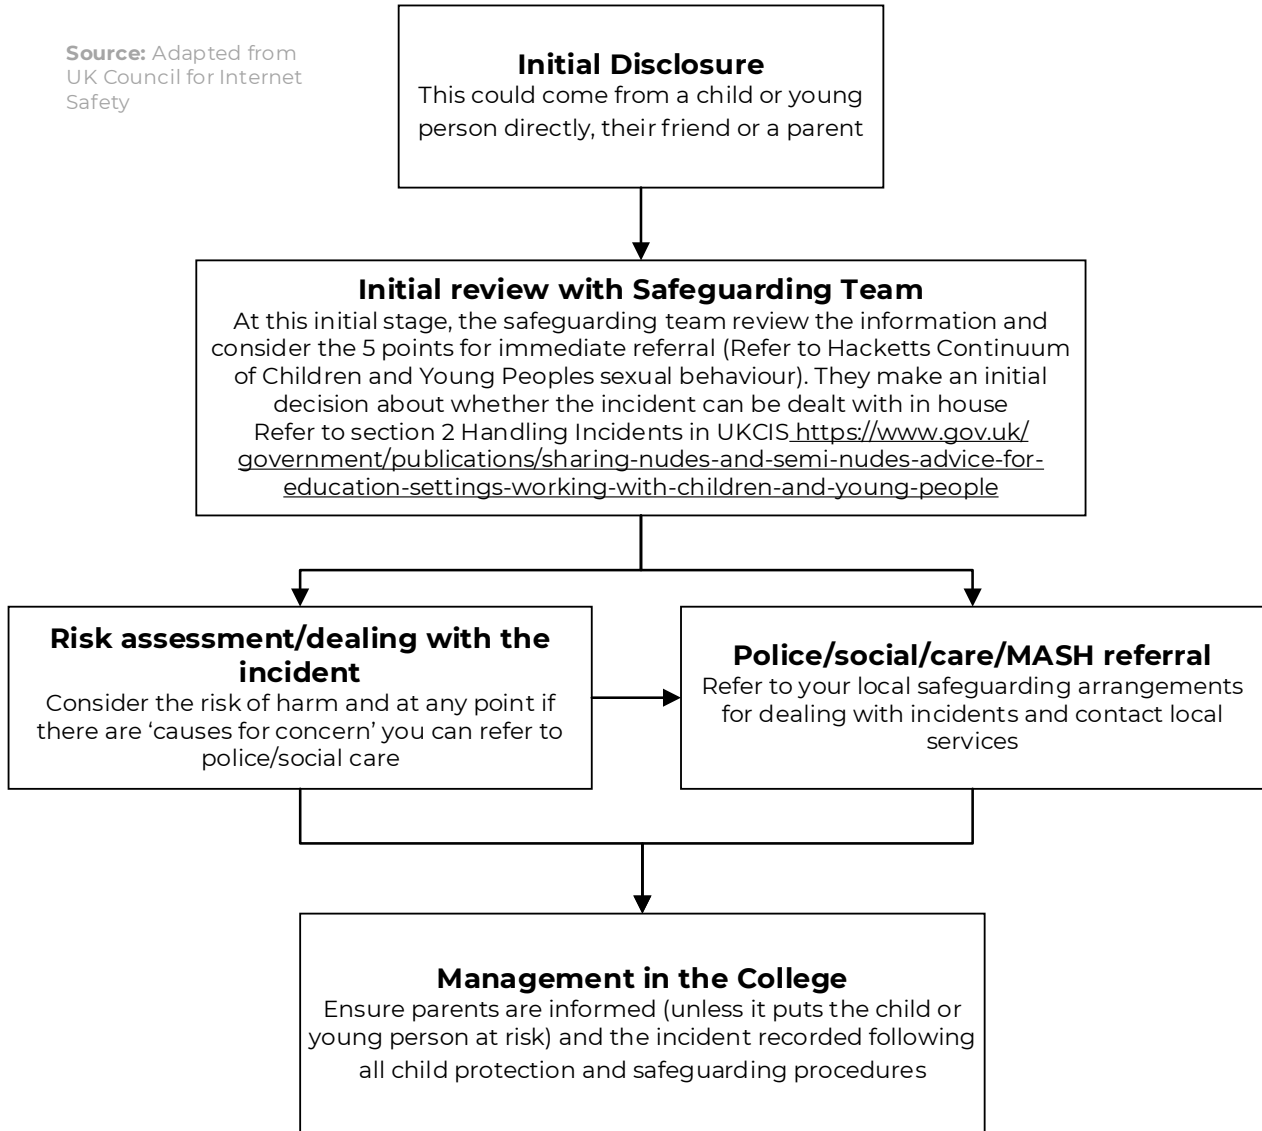 Source: Adapted from
UK Council for Internet
Safety
Initial Disclosure
This could come from a child or young
person directly, their friend or a parent
Initial review with Safeguarding Team
At this initial stage, the safeguarding team review the information and
consider the 5 points for immediate referral (Refer to Hacketts Continuum
of Children and Young Peoples sexual behaviour). They make an initial
decision about whether the incident can be dealt with in house
Refer to section 2 Handling Incidents in UKCIS https://www.gov.uk/
government/publications/sharing-nudes-and-semi-nudes-advice-for-
education-settings-working-with-children-and-young-people
Risk assessment/dealing with the
incident
Consider the risk of harm and at any point if
there are ‘causes for concern’ you can refer to
police/social care
Police/social/care/MASH referral
Refer to your local safeguarding arrangements
for dealing with incidents and contact local
services
Management in the College
Ensure parents are informed (unless it puts the child or
young person at risk) and the incident recorded following
all child protection and safeguarding procedures